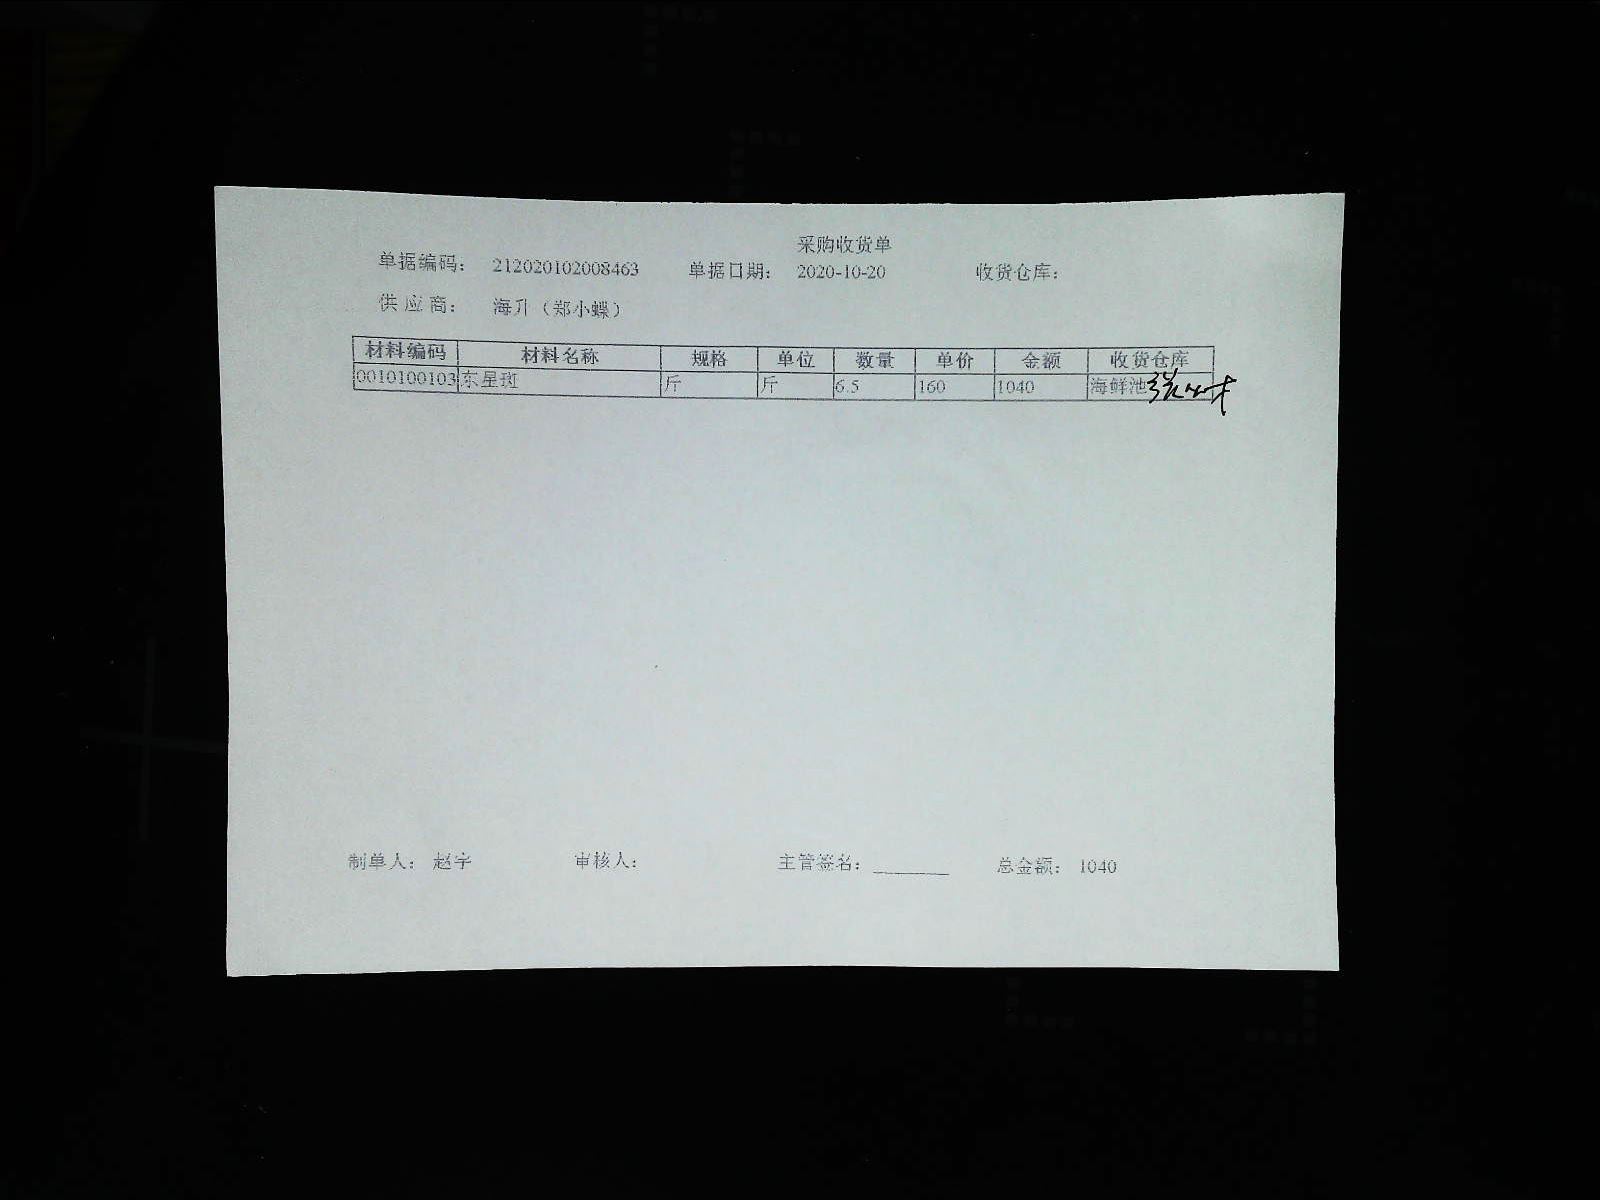 采购收货单
单据编码： 212020102008463 单据日期： 2020-10-20 收货仓库：
供 应 商： 海升（郑小蝶）
材料编码 材料名称 规格 单位 数量 单价 金额 收货仓库
0010100103 东星斑 斤 斤 6.5 160 1040 海鲜池
制单人： 赵宇 审核人： 主管签名： 总金额： 1040